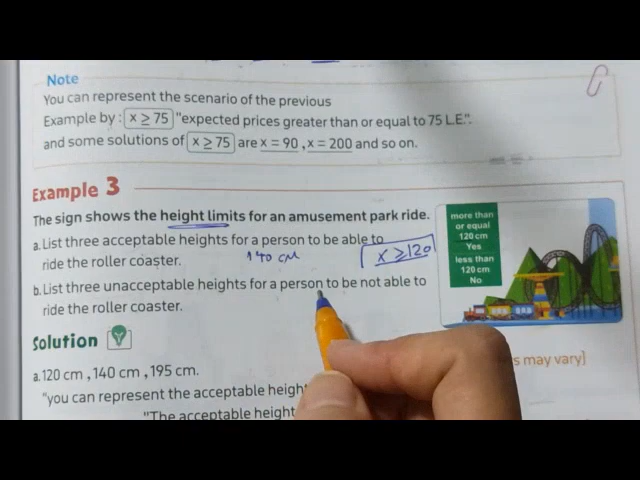 Note
You can represent the scenario of the previous
Example by : x ≥ 75 "expected prices greater than or equal to 75 L.E.".
and some solutions of x ≥ 75 are x = 90 , x = 200 and so on.
Example 3
The sign shows the height limits for an amusement park ride.
a. List three acceptable heights for a person to be able to
ride the roller coaster.
140 cm
x ≥ 120
b. List three unacceptable heights for a person to be not able to
ride the roller coaster.
more than
or equal
120 cm
Yes
less than
120 cm
No
Solution
may vary]
a. 120 cm , 140 cm , 195 cm.
"you can represent the acceptable height
"The acceptable height